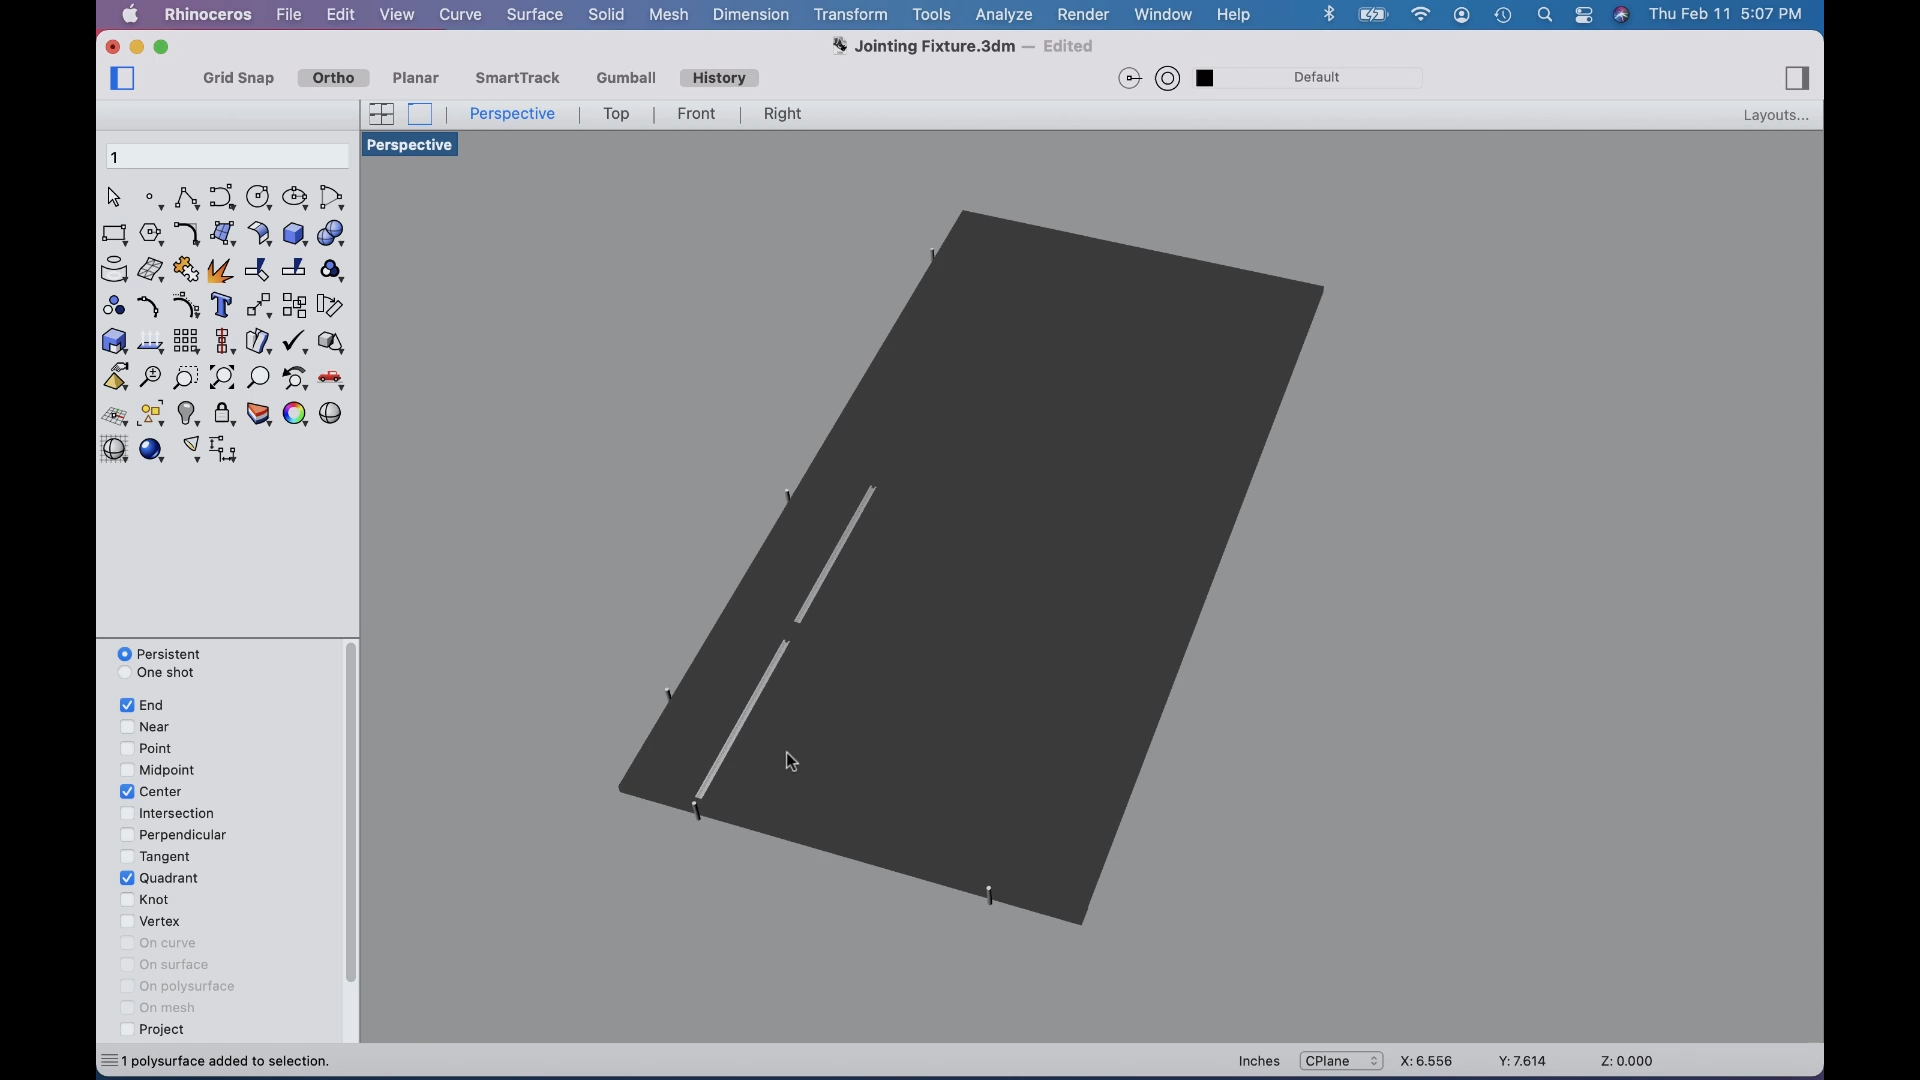 Rhinoceros File Edit View Curve Surface Solid Mesh Dimension Transform Tools Analyze Render Window Help Thu Feb 11 5:07 PM
Jointing Fixture.3dm — Edited
Grid Snap Ortho Planar SmartTrack Gumball History Default
Perspective | Top | Front | Right Layouts...
Perspective
1
Persistent
One shot
End
Near
Point
Midpoint
Center
Intersection
Perpendicular
Tangent
Quadrant
Knot
Vertex
On curve
On surface
On polysurface
On mesh
Project
1 polysurface added to selection. Inches CPlane X: 6.556 Y: 7.614 Z: 0.000